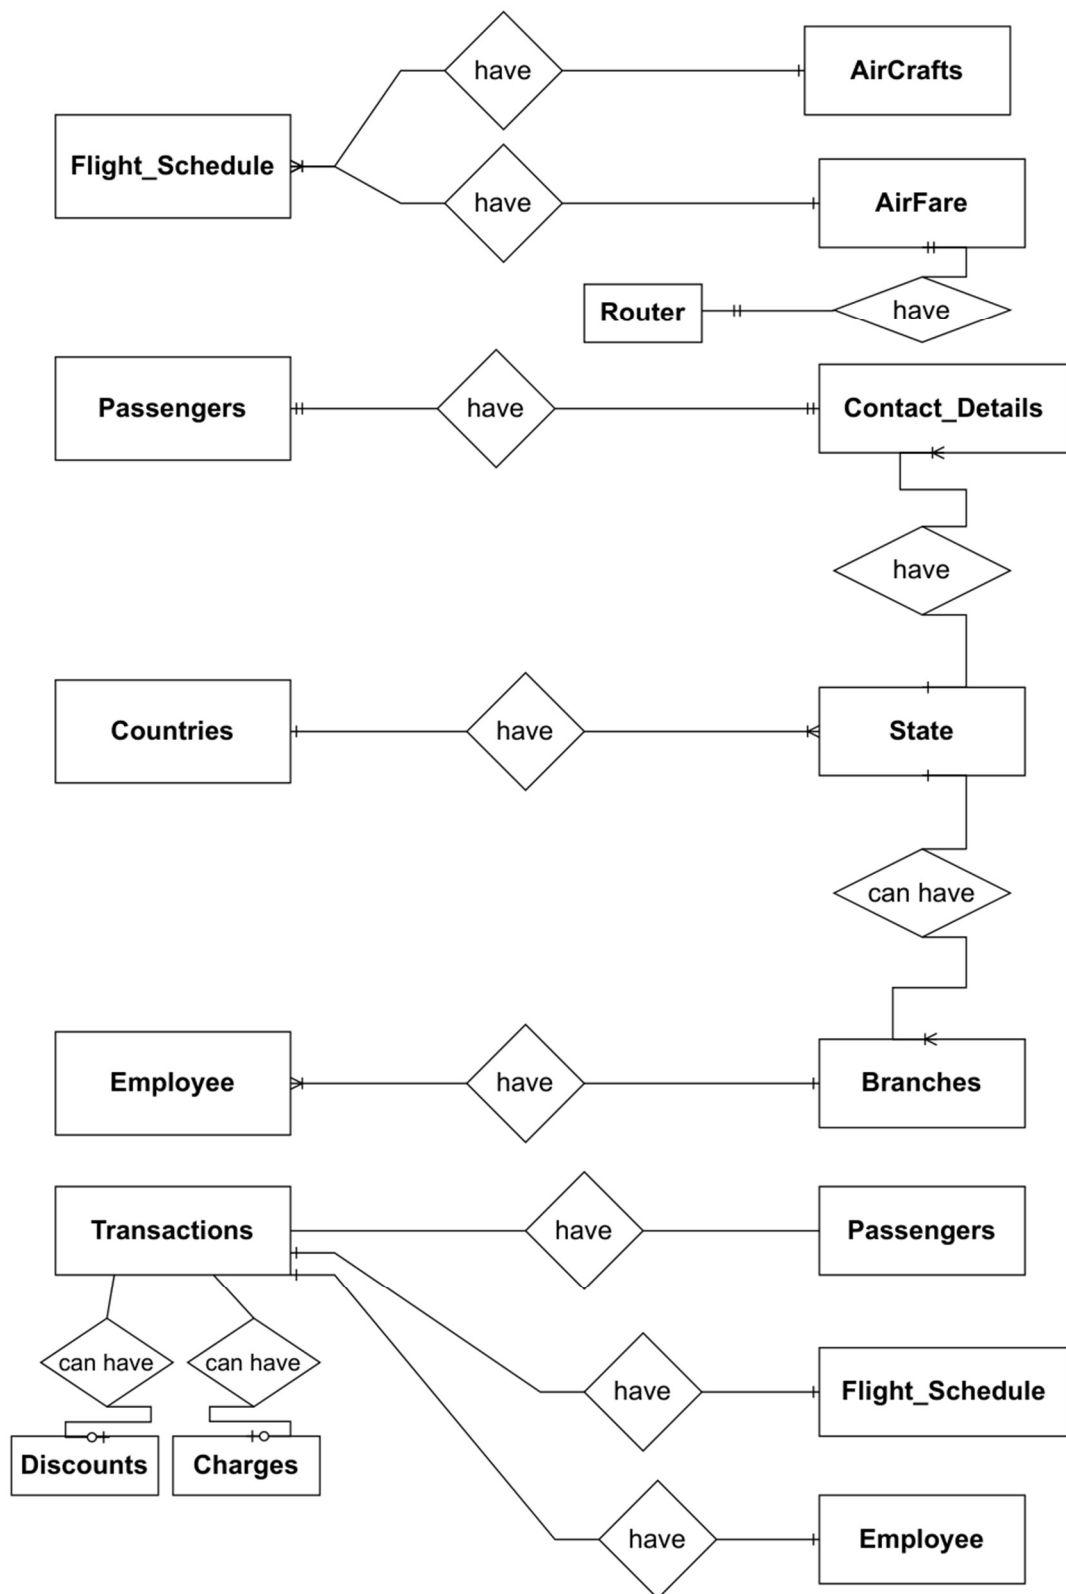 have
AirCrafts
Flight_Schedule
have
AirFare
Router
have
Passengers
have
Contact_Details
have
Countries
have
State
can have
Employee
have
Branches
Transactions
have
Passengers
can have
can have
have
Flight_Schedule
Discounts
Charges
have
Employee